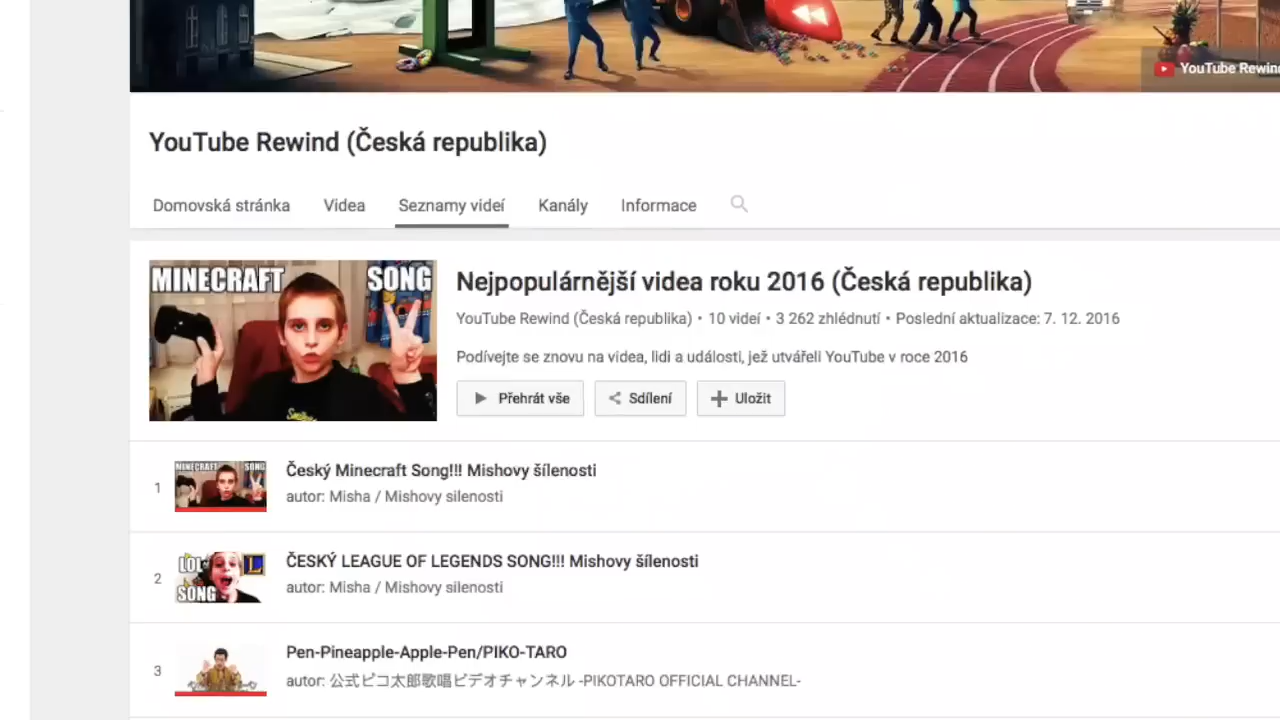 YouTube Rewind
YouTube Rewind (Česká republika)
Domovská stránka Videa Seznamy videí Kanály Informace
MINECRAFT SONG
Nejpopulárnější videa roku 2016 (Česká republika)
YouTube Rewind (Česká republika) • 10 videí • 3 262 zhlédnutí • Poslední aktualizace: 7. 12. 2016
Podívejte se znovu na videa, lidi a události, jež utvářeli YouTube v roce 2016
Přehrát vše Sdílení Uložit
1
MINECRAFT SONG
Český Minecraft Song!!! Mishovy šílenosti
autor: Misha / Mishovy silenosti
2
LOL L
SONG
ČESKÝ LEAGUE OF LEGENDS SONG!!! Mishovy šílenosti
autor: Misha / Mishovy silenosti
3
Pen-Pineapple-Apple-Pen/PIKO-TARO
autor: 公式ピコ太郎歌唱ビデオチャンネル -PIKOTARO OFFICIAL CHANNEL-